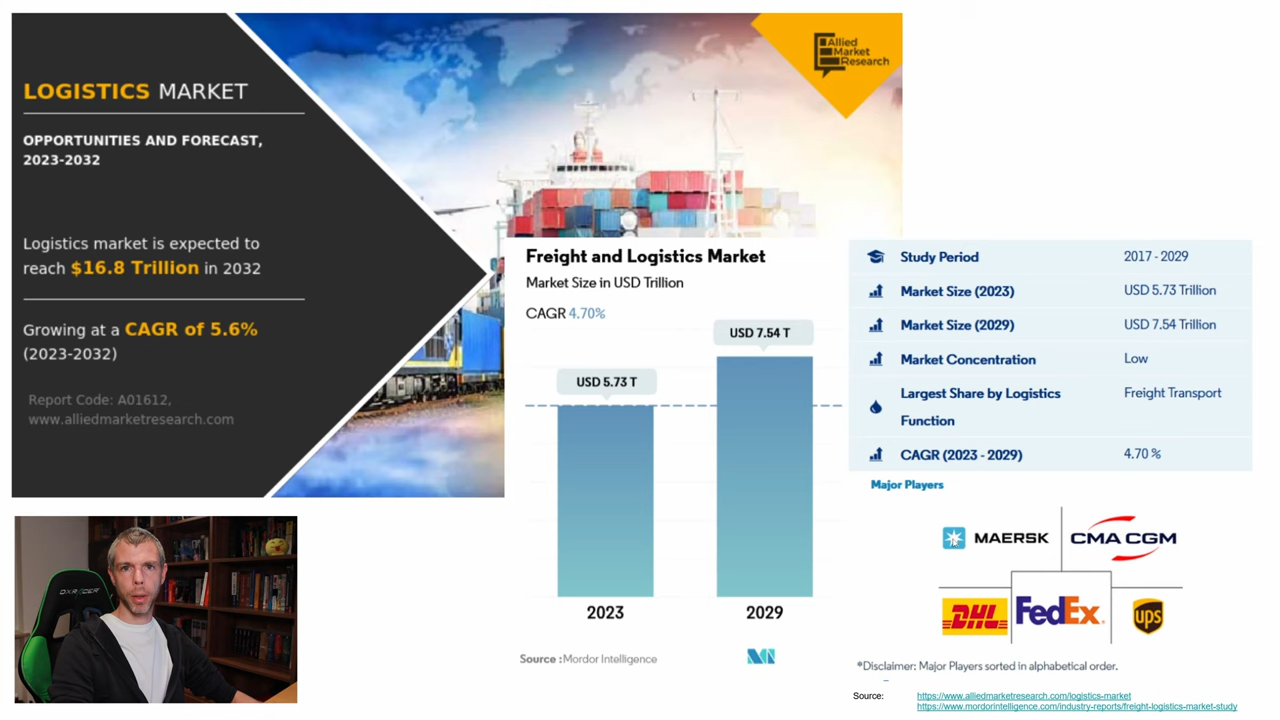 LOGISTICS MARKET
OPPORTUNITIES AND FORECAST,
2023-2032
Logistics market is expected to
reach $16.8 Trillion in 2032
Growing at a CAGR of 5.6%
(2023-2032)
Report Code: A01612,
www.alliedmarketresearch.com
Allied
Market
Research
Freight and Logistics Market
Market Size in USD Trillion
CAGR 4.70%
USD 7.54 T
USD 5.73 T
2023
2029
Source : Mordor Intelligence
Study Period 2017 - 2029
Market Size (2023) USD 5.73 Trillion
Market Size (2029) USD 7.54 Trillion
Market Concentration Low
Largest Share by Logistics Freight Transport
Function
CAGR (2023 - 2029) 4.70 %
Major Players
MAERSK
CMA CGM
DHL
FedEx.
ups
*Disclaimer: Major Players sorted in alphabetical order.
Source: https://www.alliedmarketresearch.com/logistics-market
https://www.mordorintelligence.com/industry-reports/freight-logistics-market-study
DXRACER